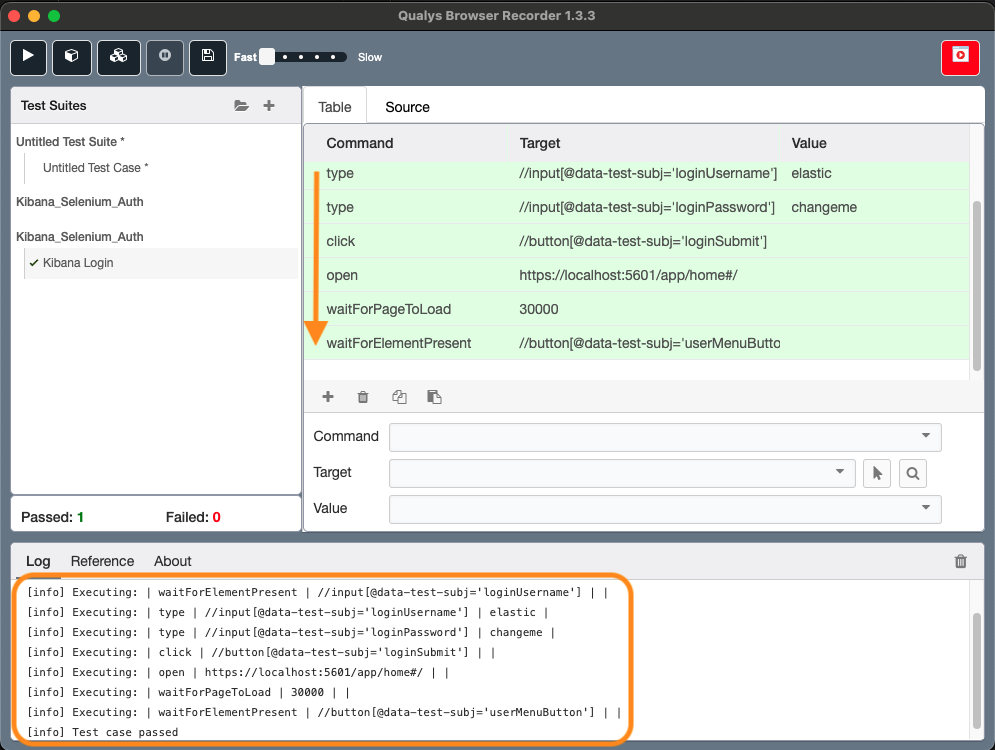 Qualys Browser Recorder 1.3.3
Fast Slow
Test Suites
Untitled Test Suite *
Untitled Test Case *
Kibana_Selenium_Auth
Kibana_Selenium_Auth
Kibana Login
Passed: 1 Failed: 0
Table Source
Command Target Value
type //input[@data-test-subj='loginUsername'] elastic
type //input[@data-test-subj='loginPassword'] changeme
click //button[@data-test-subj='loginSubmit']
open https://localhost:5601/app/home#/
waitForPageToLoad 30000
waitForElementPresent //button[@data-test-subj='userMenuButto
Command
Target
Value
Log Reference About
[info] Executing: | waitForElementPresent | //input[@data-test-subj='loginUsername'] | |
[info] Executing: | type | //input[@data-test-subj='loginUsername'] | elastic |
[info] Executing: | type | //input[@data-test-subj='loginPassword'] | changeme |
[info] Executing: | click | //button[@data-test-subj='loginSubmit'] | |
[info] Executing: | open | https://localhost:5601/app/home#/ | |
[info] Executing: | waitForPageToLoad | 30000 | |
[info] Executing: | waitForElementPresent | //button[@data-test-subj='userMenuButton'] | |
[info] Test case passed